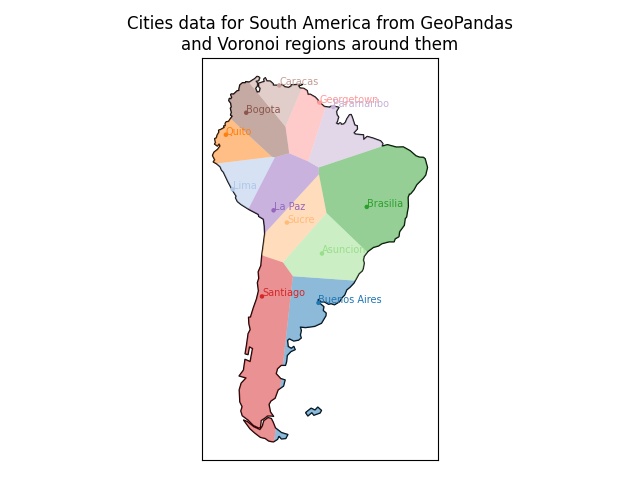 Cities data for South America from GeoPandas
and Voronoi regions around them
Caracas
Georgetown
Paramaribo
Bogota
Quito
Lima
Brasilia
La Paz
Sucre
Asuncion
Santiago
Buenos Aires